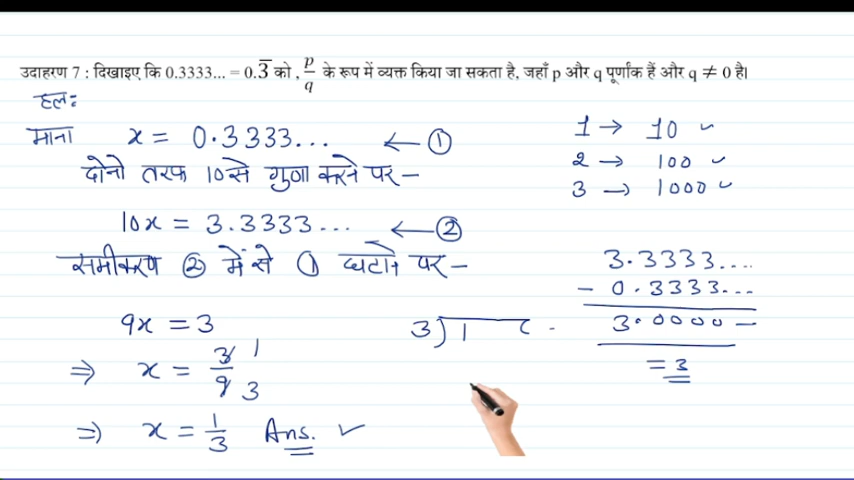 उदाहरण 7 : दिखाइए कि 0.3333... = 0.3̅ को , p/q के रूप में व्यक्त किया जा सकता है, जहाँ p और q पूर्णांक हैं और q ≠ 0 है।
हल:
माना x = 0.3333... ← ①
दोनो तरफ 10 से गुणा करने पर –
10x = 3.3333... ← ②
समीकरण ② में से ① घटाने पर –
9x = 3
⇒ x = 3/9 1 3
⇒ x = 1/3 Ans. ✓
1 → 10 ✓
2 → 100 ✓
3 → 1000 ✓
3.3333....
– 0.3333...
3.0000 –
= 3
3) 1 ( .